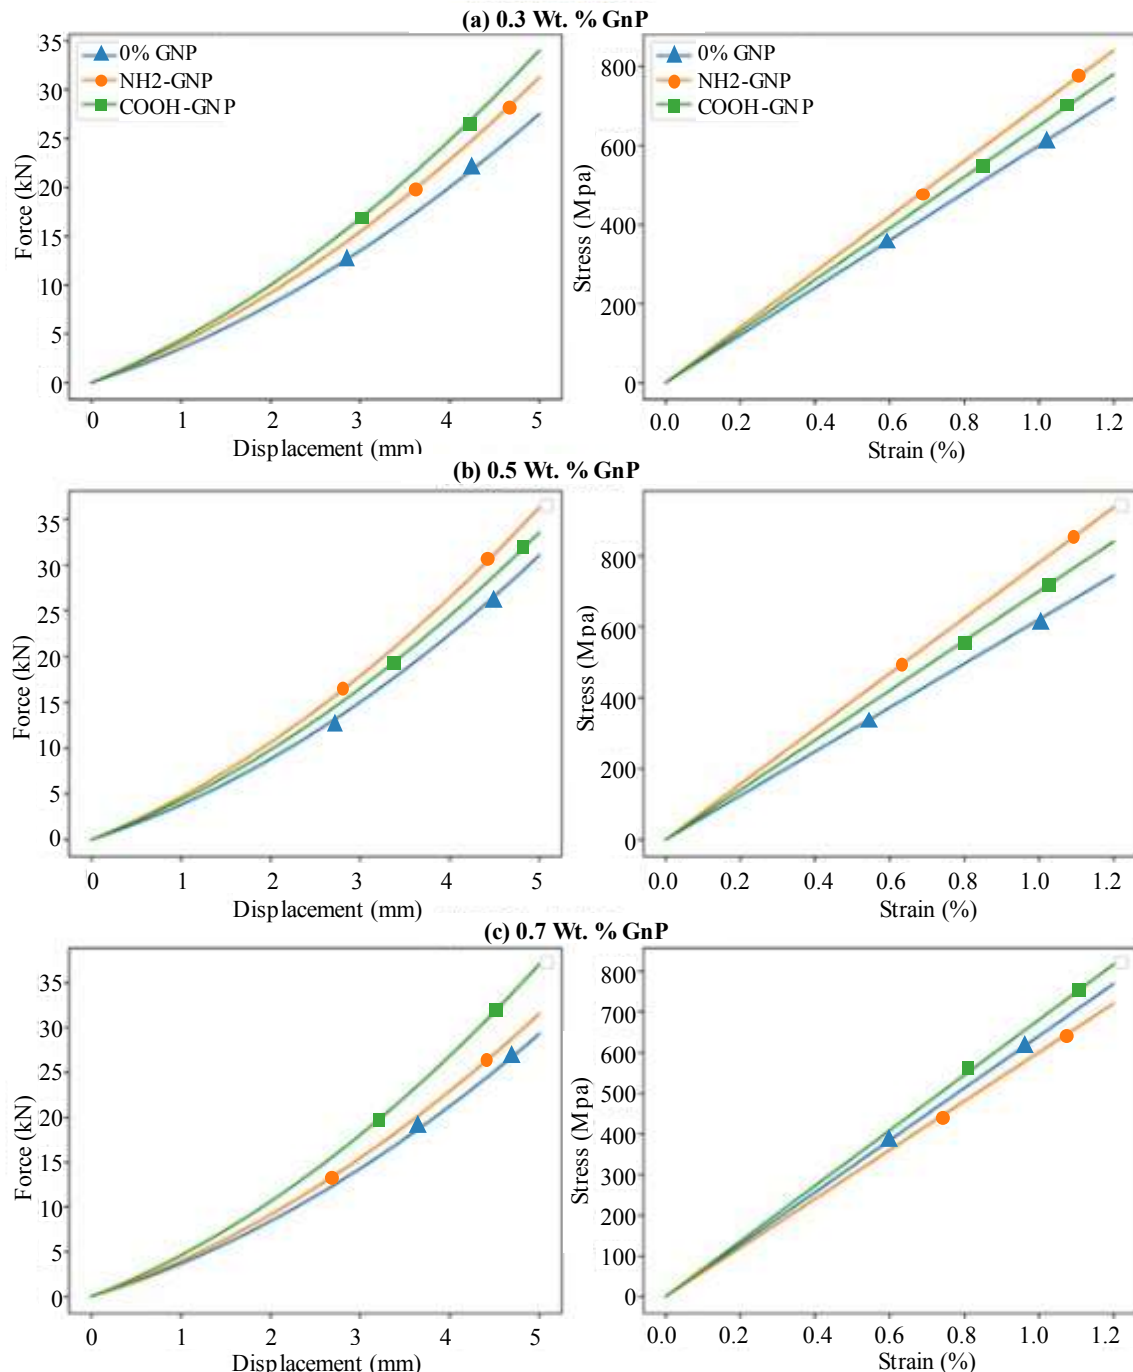 (a) 0.3 Wt. % GnP
35
30
25
20
15
10
5
0
Force (kN)
0% GNP
NH2-GNP
COOH-GNP
0 1 2 3 4 5
Displacement (mm)
800
600
400
200
0
Stress (Mpa)
0% GNP
NH2-GNP
COOH-GNP
0.0 0.2 0.4 0.6 0.8 1.0 1.2
Strain (%)
(b) 0.5 Wt. % GnP
35
30
25
20
15
10
5
0
Force (kN)
0 1 2 3 4 5
Displacement (mm)
800
600
400
200
0
Stress (Mpa)
0.0 0.2 0.4 0.6 0.8 1.0 1.2
Strain (%)
(c) 0.7 Wt. % GnP
35
30
25
20
15
10
5
0
Force (kN)
0 1 2 3 4 5
Displacement (mm)
800
700
600
500
400
300
200
100
0
Stress (Mpa)
0.0 0.2 0.4 0.6 0.8 1.0 1.2
Strain (%)